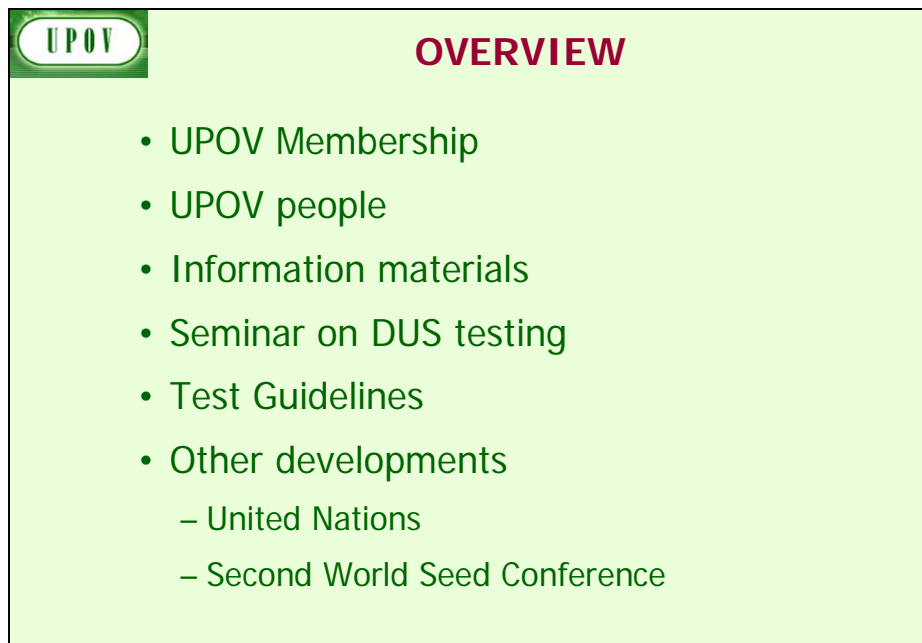 UPOV
OVERVIEW
• UPOV Membership
• UPOV people
• Information materials
• Seminar on DUS testing
• Test Guidelines
• Other developments
– United Nations
– Second World Seed Conference